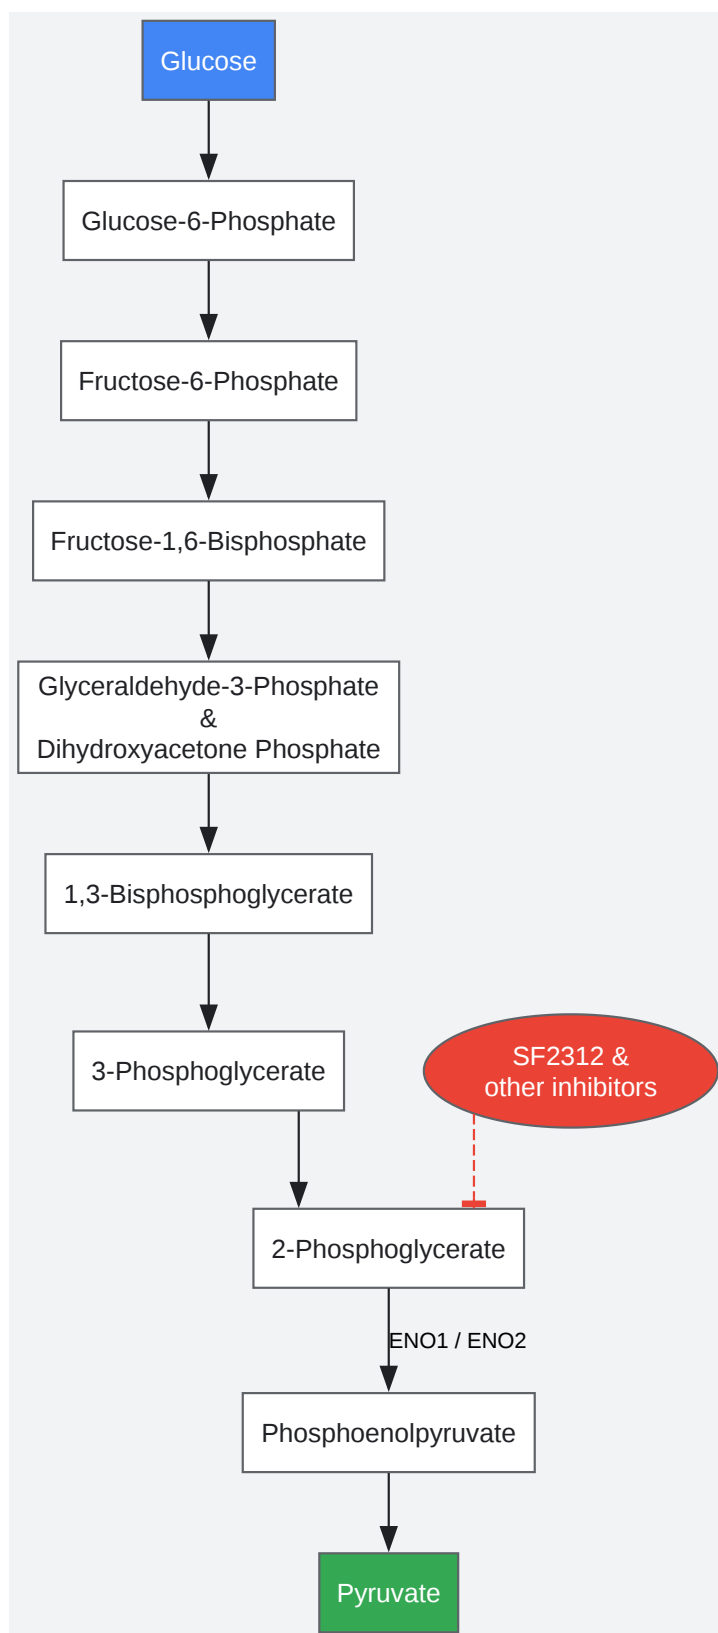 Glucose
Glucose-6-Phosphate
Fructose-6-Phosphate
Fructose-1,6-Bisphosphate
Glyceraldehyde-3-Phosphate
&
Dihydroxyacetone Phosphate
1,3-Bisphosphoglycerate
3-Phosphoglycerate
SF2312 &
other inhibitors
2-Phosphoglycerate
ENO1 / ENO2
Phosphoenolpyruvate
Pyruvate